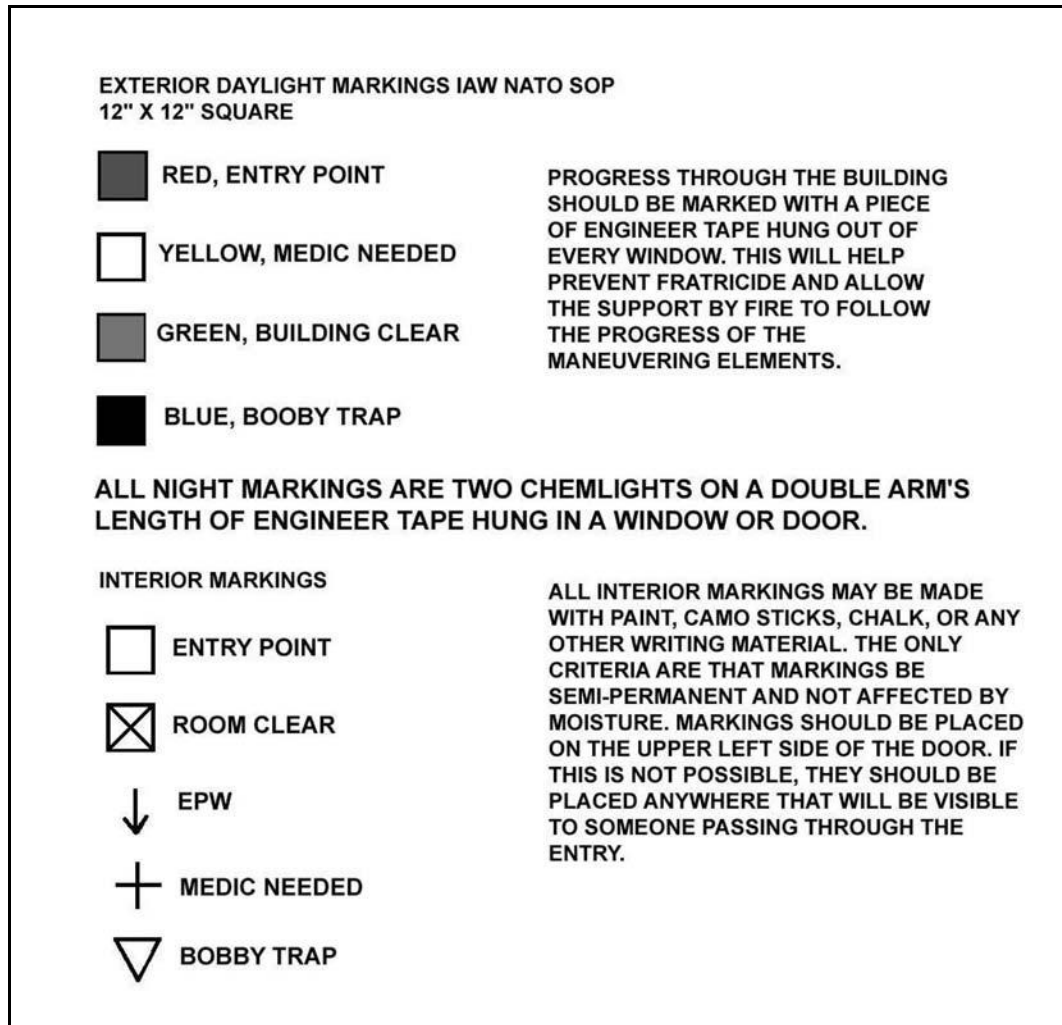 EXTERIOR DAYLIGHT MARKINGS IAW NATO SOP
12" X 12" SQUARE
RED, ENTRY POINT
YELLOW, MEDIC NEEDED
GREEN, BUILDING CLEAR
BLUE, BOOBY TRAP
PROGRESS THROUGH THE BUILDING
SHOULD BE MARKED WITH A PIECE
OF ENGINEER TAPE HUNG OUT OF
EVERY WINDOW. THIS WILL HELP
PREVENT FRATRICIDE AND ALLOW
THE SUPPORT BY FIRE TO FOLLOW
THE PROGRESS OF THE
MANEUVERING ELEMENTS.
ALL NIGHT MARKINGS ARE TWO CHEMLIGHTS ON A DOUBLE ARM'S
LENGTH OF ENGINEER TAPE HUNG IN A WINDOW OR DOOR.
INTERIOR MARKINGS
ENTRY POINT
ROOM CLEAR
EPW
MEDIC NEEDED
BOBBY TRAP
ALL INTERIOR MARKINGS MAY BE MADE
WITH PAINT, CAMO STICKS, CHALK, OR ANY
OTHER WRITING MATERIAL. THE ONLY
CRITERIA ARE THAT MARKINGS BE
SEMI-PERMANENT AND NOT AFFECTED BY
MOISTURE. MARKINGS SHOULD BE PLACED
ON THE UPPER LEFT SIDE OF THE DOOR. IF
THIS IS NOT POSSIBLE, THEY SHOULD BE
PLACED ANYWHERE THAT WILL BE VISIBLE
TO SOMEONE PASSING THROUGH THE
ENTRY.